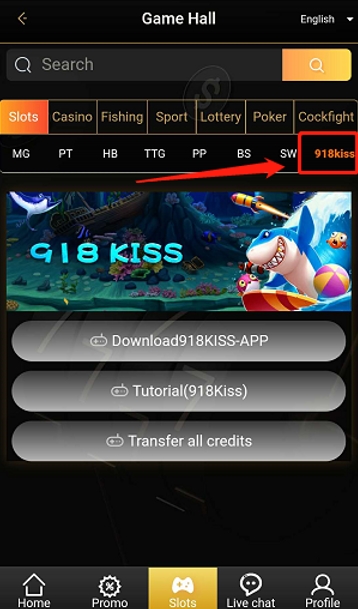 Game Hall English
Search
Slots Casino Fishing Sport Lottery Poker Cockfight
MG PT HB TTG PP BS SW 918kiss
918 KISS
Download918KISS-APP
Tutorial(918Kiss)
Transfer all credits
Home Promo Slots Live chat Profile